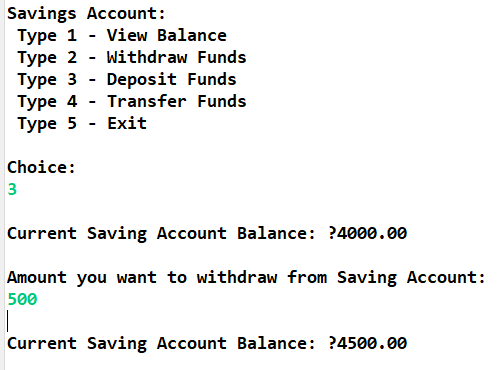 Savings Account:
Type 1 - View Balance
Type 2 - Withdraw Funds
Type 3 - Deposit Funds
Type 4 - Transfer Funds
Type 5 - Exit
Choice:
3
Current Saving Account Balance: ?4000.00
Amount you want to withdraw from Saving Account:
500
Current Saving Account Balance: ?4500.00